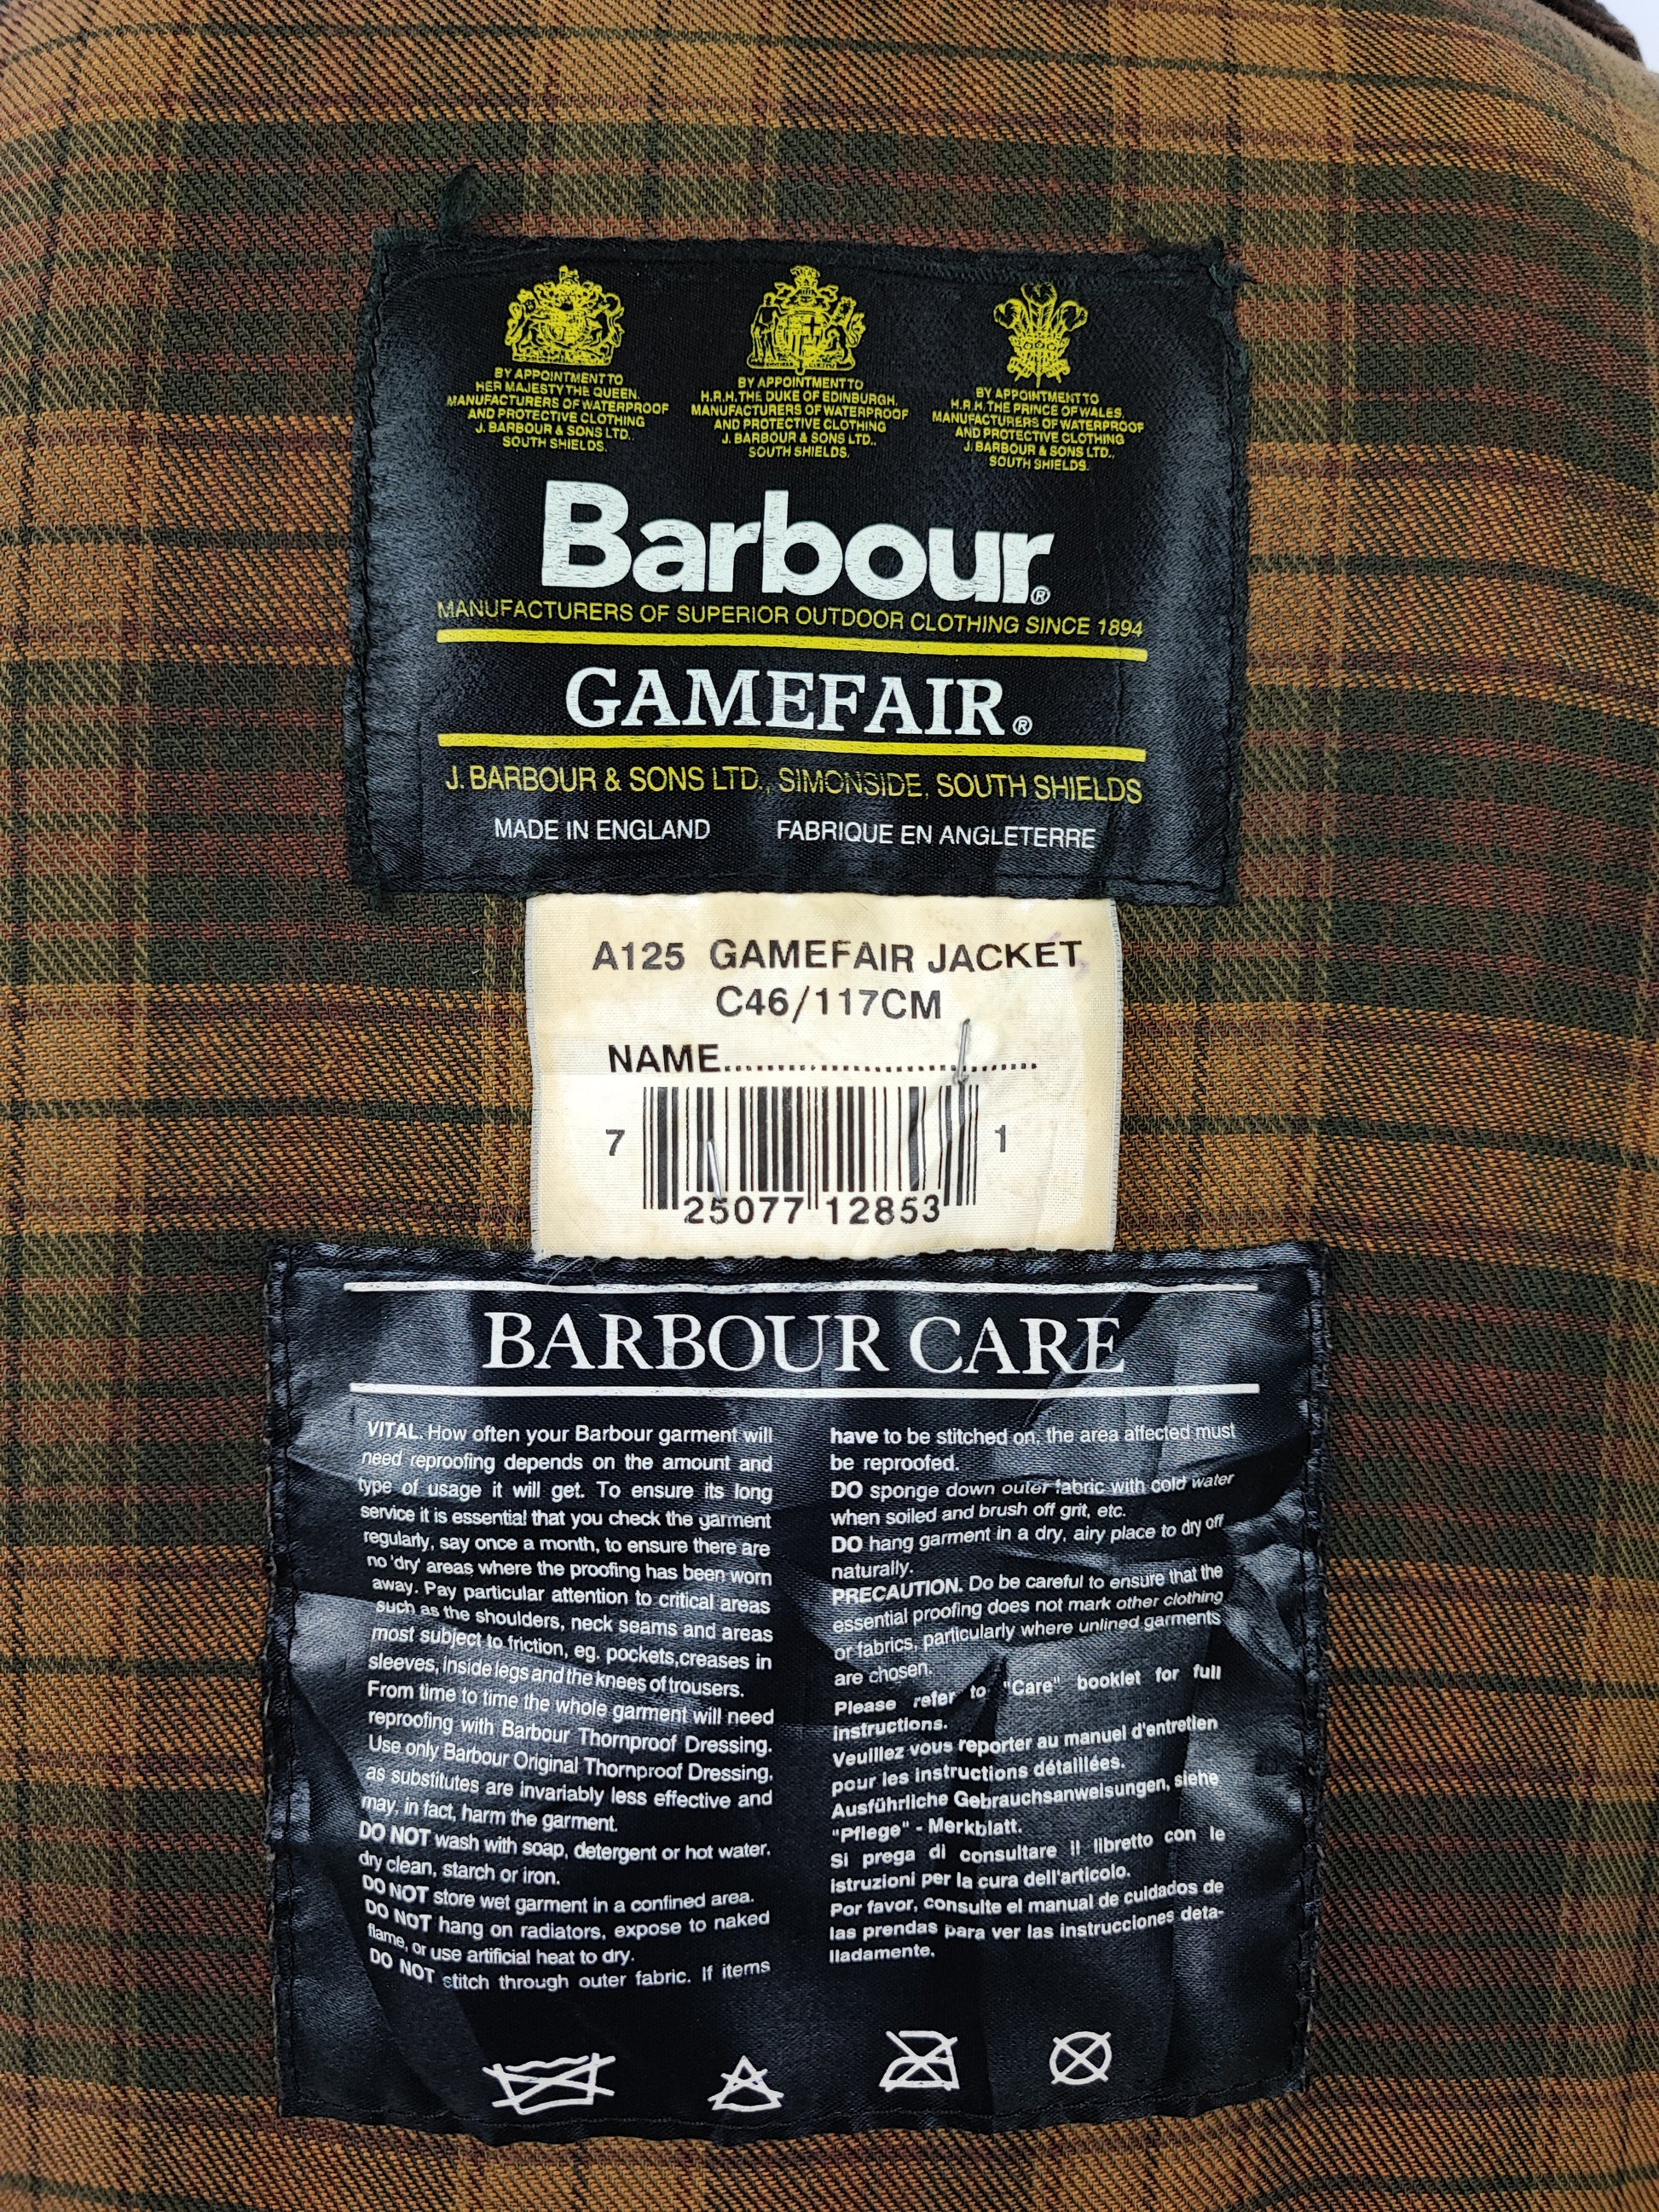 BY APPOINTMENT TO
HER MAJESTY THE QUEEN.
MANUFACTURERS OF WATERPROOF
AND PROTECTIVE CLOTHING
J. BARBOUR & SONS LTD..
SOUTH SHIELDS.
BY APPOINTMENT TO
H.R.H. THE DUKE OF EDINBURGH.
MANUFACTURERS OF WATERPROOF
AND PROTECTIVE CLOTHING
J. BARBOUR & SONS LTD..
SOUTH SHIELDS.
BY APPOINTMENT TO
H.R.H. THE PRINCE OF WALES.
MANUFACTURERS OF WATERPROOF
AND PROTECTIVE CLOTHING
J. BARBOUR & SONS LTD..
SOUTH SHIELDS.
Barbour®
MANUFACTURERS OF SUPERIOR OUTDOOR CLOTHING SINCE 1894
GAMEFAIR®
J. BARBOUR & SONS LTD., SIMONSIDE, SOUTH SHIELDS
MADE IN ENGLAND FABRIQUE EN ANGLETERRE
A125 GAMEFAIR JACKET
C46/117CM
NAME................................
7 25077 12853 1
BARBOUR CARE
VITAL. How often your Barbour garment will
need reproofing depends on the amount and
type of usage it will get. To ensure its long
service it is essential that you check the garment
regularly, say once a month, to ensure there are
no 'dry' areas where the proofing has been worn
away. Pay particular attention to critical areas
such as the shoulders, neck seams and areas
most subject to friction, eg. pockets,creases in
sleeves, inside legs and the knees of trousers.
From time to time the whole garment will need
reproofing with Barbour Thornproof Dressing.
Use only Barbour Original Thornproof Dressing,
as substitutes are invariably less effective and
may, in fact, harm the garment.
DO NOT wash with soap, detergent or hot water.
dry clean, starch or iron.
DO NOT store wet garment in a confined area.
DO NOT hang on radiators, expose to naked
flame, or use artificial heat to dry.
DO NOT stitch through outer fabric. If items
have to be stitched on, the area affected must
be reproofed.
DO sponge down outer fabric with cold water
when soiled and brush off grit, etc.
DO hang garment in a dry, airy place to dry off
naturally.
PRECAUTION. Do be careful to ensure that the
essential proofing does not mark other clothing
or fabrics, particularly where unlined garments
are chosen.
Please refer to "Care" booklet for full
instructions.
Veuillez vous reporter au manuel d'entretien
pour les instructions détaillées.
Ausführliche Gebrauchsanweisungen, siehe
"Pflege" - Merkblatt.
Si prega di consultare il libretto con le
istruzioni per la cura dell'articolo.
Por favor, consulte el manual de cuidados de
las prendas para ver las instrucciones deta-
lladamente.